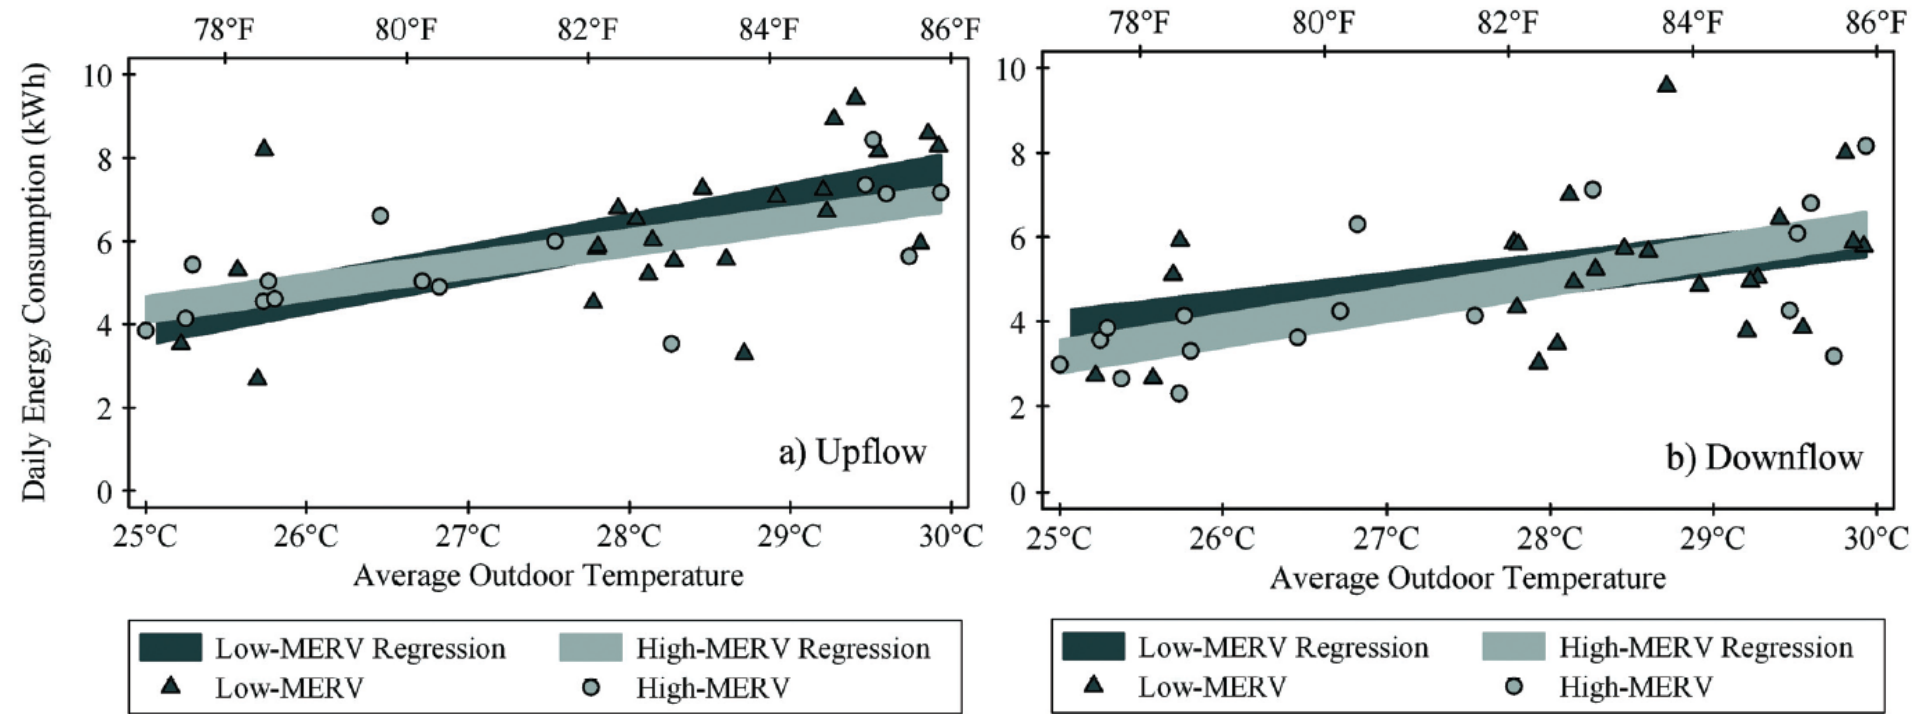 78°F 80°F 82°F 84°F 86°F
Daily Energy Consumption (kWh)
10
8
6
4
2
0
a) Upflow
25°C 26°C 27°C 28°C 29°C 30°C
Average Outdoor Temperature
Low-MERV Regression High-MERV Regression
Low-MERV High-MERV
78°F 80°F 82°F 84°F 86°F
10
8
6
4
2
0
b) Downflow
25°C 26°C 27°C 28°C 29°C 30°C
Average Outdoor Temperature
Low-MERV Regression High-MERV Regression
Low-MERV High-MERV